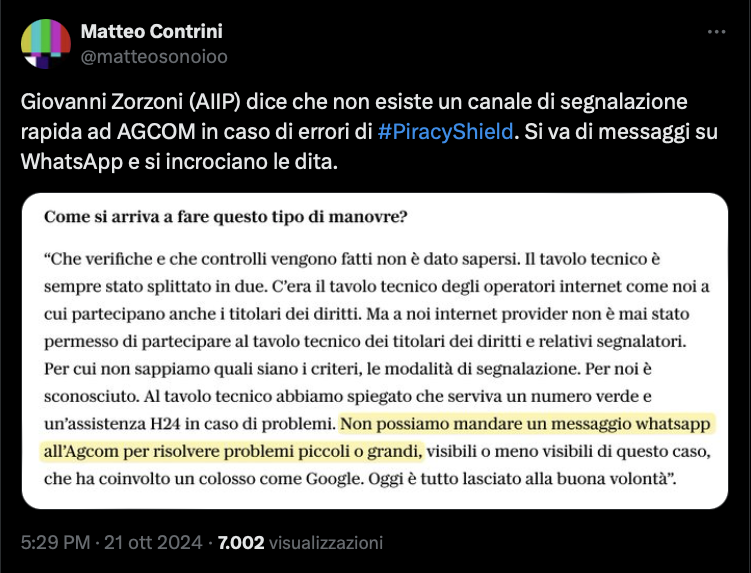 Matteo Contrini
@matteosonoioo
Giovanni Zorzoni (AIIP) dice che non esiste un canale di segnalazione
rapida ad AGCOM in caso di errori di #PiracyShield. Si va di messaggi su
WhatsApp e si incrociano le dita.
Come si arriva a fare questo tipo di manovre?
“Che verifiche e che controlli vengono fatti non è dato sapersi. Il tavolo tecnico è
sempre stato splittato in due. C’era il tavolo tecnico degli operatori internet come noi a
cui partecipano anche i titolari dei diritti. Ma a noi internet provider non è mai stato
permesso di partecipare al tavolo tecnico dei titolari dei diritti e relativi segnalatori.
Per cui non sappiamo quali siano i criteri, le modalità di segnalazione. Per noi è
sconosciuto. Al tavolo tecnico abbiamo spiegato che serviva un numero verde e
un’assistenza H24 in caso di problemi. Non possiamo mandare un messaggio whatsapp
all’Agcom per risolvere problemi piccoli o grandi, visibili o meno visibili di questo caso,
che ha coinvolto un colosso come Google. Oggi è tutto lasciato alla buona volontà”.
5:29 PM · 21 ott 2024 · 7.002 visualizzazioni